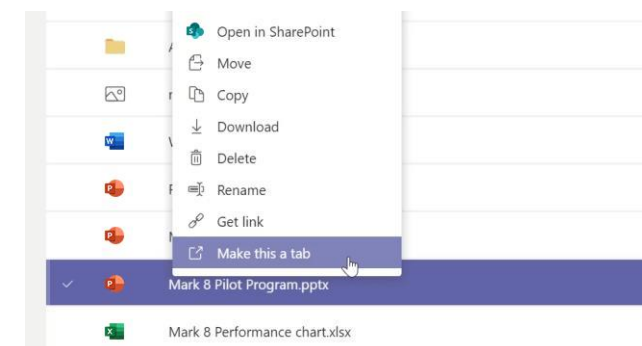 Open in SharePoint
Move
Copy
Download
Delete
Rename
Get link
Make this a tab
Mark 8 Pilot Program.pptx
Mark 8 Performance chart.xlsx